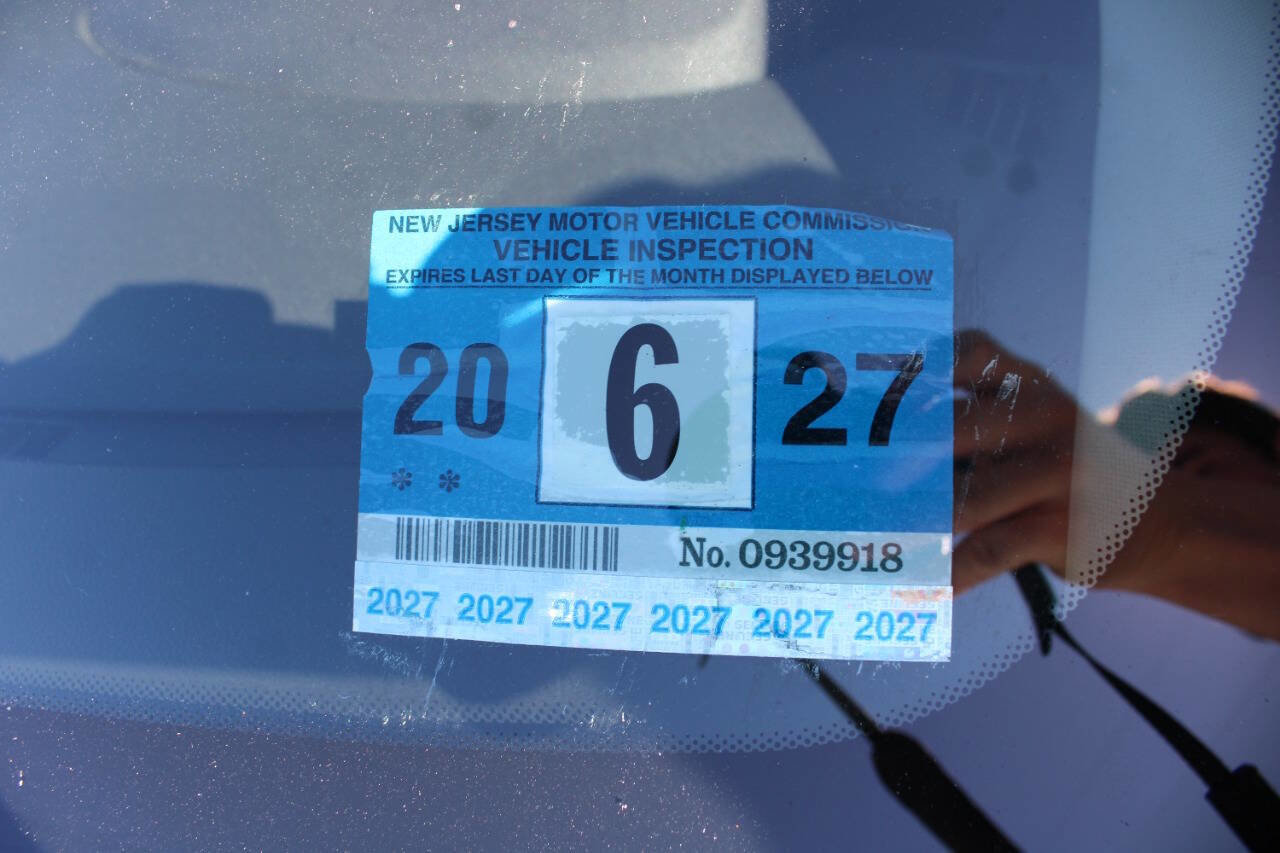 NEW JERSEY MOTOR VEHICLE COMMISSION
VEHICLE INSPECTION
EXPIRES LAST DAY OF THE MONTH DISPLAYED BELOW
20 6 27
** 
No. 0939918
2027 2027 2027 2027 2027 2027